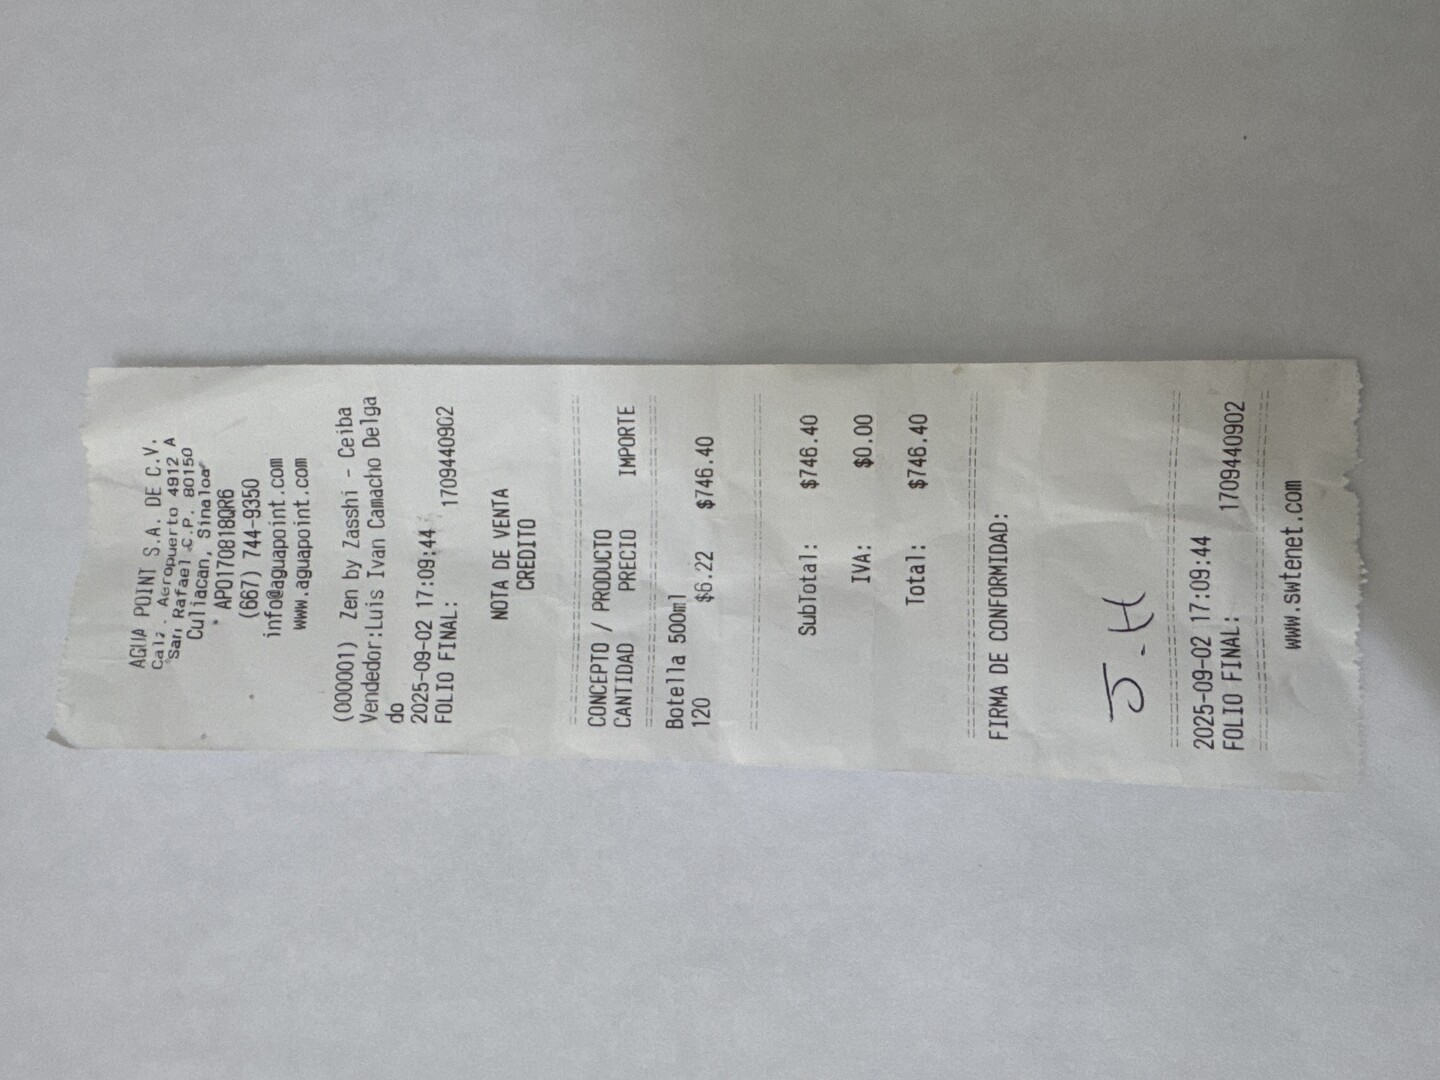 AGUA POINT S.A. DE C.V.
Calz. Aeropuerto 4912 A
San Rafael C.P. 80150
Culiacan, Sinaloa
APO170818QR6
(667) 744-9350
info@aguapoint.com
www.aguapoint.com
(000001) Zen by Zasshi - Ceiba
Vendedor:Luis Ivan Camacho Delga
do
2025-09-02 17:09:44
FOLIO FINAL: 1709440902
NOTA DE VENTA
CREDITO
CONCEPTO / PRODUCTO
CANTIDAD PRECIO IMPORTE
Botella 500ml
120 $6.22 $746.40
SubTotal: $746.40
IVA: $0.00
Total: $746.40
FIRMA DE CONFORMIDAD:
J.H
2025-09-02 17:09:44
FOLIO FINAL: 1709440902
www.swtenet.com